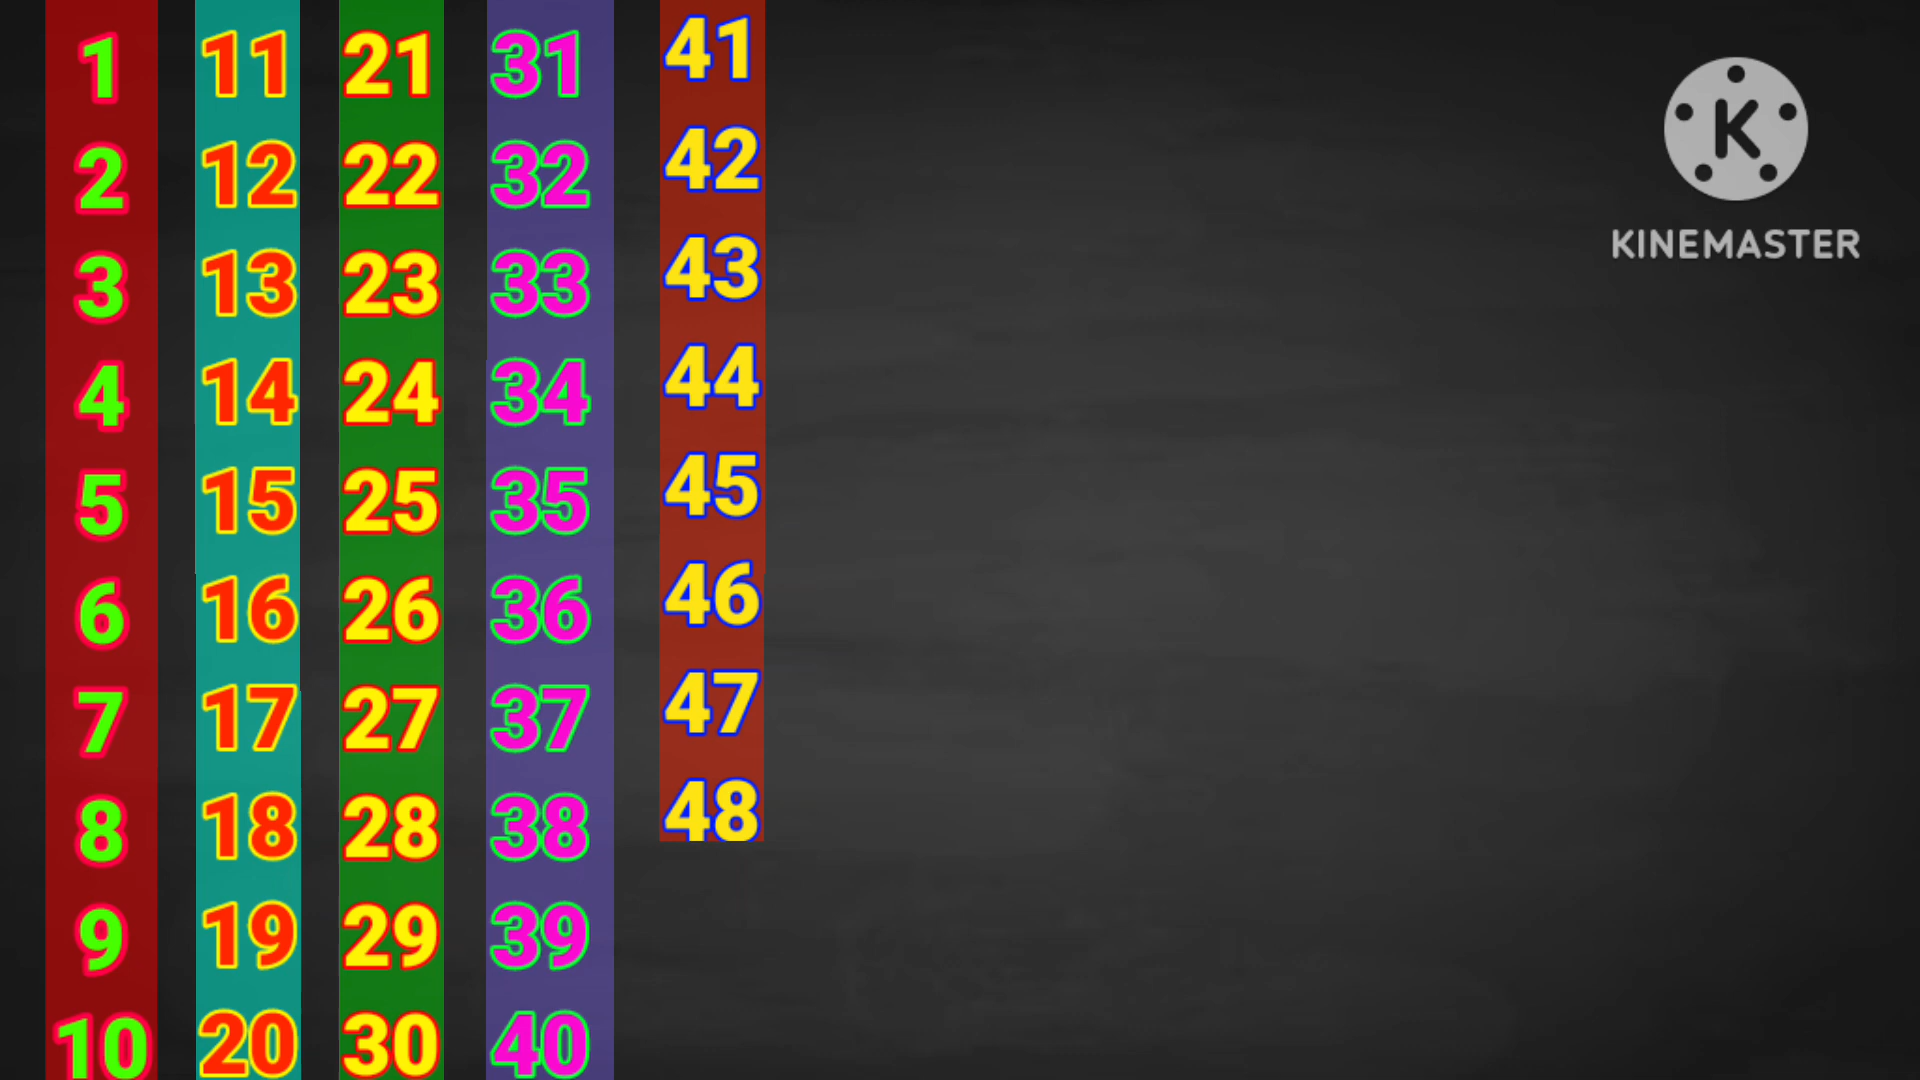 1 11 21 31 41
2 12 22 32 42
3 13 23 33 43
4 14 24 34 44
5 15 25 35 45
6 16 26 36 46
7 17 27 37 47
8 18 28 38 48
9 19 29 39
10 20 30 40
K
KINEMASTER